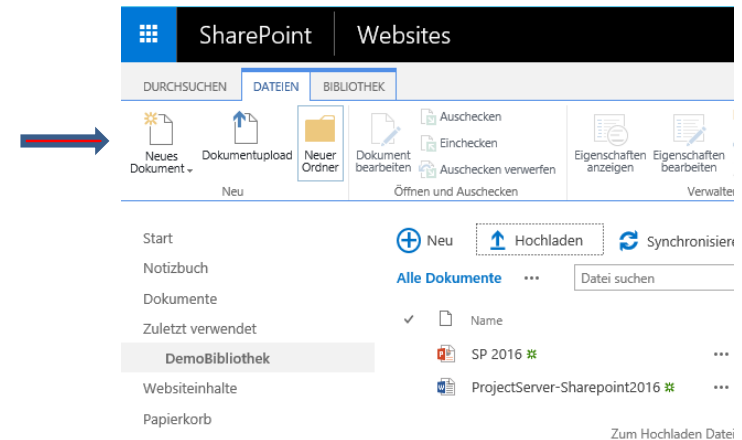 SharePoint Websites
DURCHSUCHEN DATEIEN BIBLIOTHEK
Neues
Dokument
Dokumentupload
Neuer
Ordner
Neu
Dokument
bearbeiten
Auschecken
Einchecken
Auschecken verwerfen
Öffnen und Auschecken
Eigenschaften
anzeigen
Eigenschaften
bearbeiten
Verwalten
Start
Notizbuch
Dokumente
Zuletzt verwendet
DemoBibliothek
Websiteinhalte
Papierkorb
Neu Hochladen Synchronisiere
Alle Dokumente ••• Datei suchen
Name
SP 2016
ProjectServer-Sharepoint2016
Zum Hochladen Datei